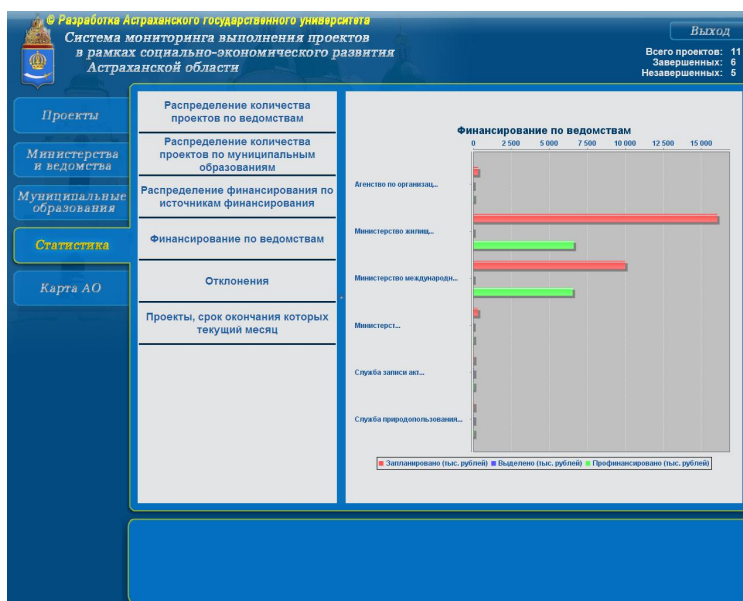 © Разработка Астраханского государственного университета
Система мониторинга выполнения проектов
в рамках социально-экономического развития
Астраханской области
Выход
Всего проектов: 11
Завершенных: 6
Незавершенных: 5
Проекты
Министерства
и ведомства
Муниципальные
образования
Статистика
Карта АО
Распределение количества
проектов по ведомствам
Распределение количества
проектов по муниципальным
образованиям
Распределение финансирования по
источникам финансирования
Финансирование по ведомствам
Отклонения
Проекты, срок окончания которых
текущий месяц
Финансирование по ведомствам
0 2 500 5 000 7 500 10 000 12 500 15 000
Агенство по организац...
Министерство жилищ...
Министерство международн...
Министерст...
Служба записи акт...
Служба природопользования...
Запланировано (тыс. рублей) Выделено (тыс. рублей) Профинансировано (тыс. рублей)